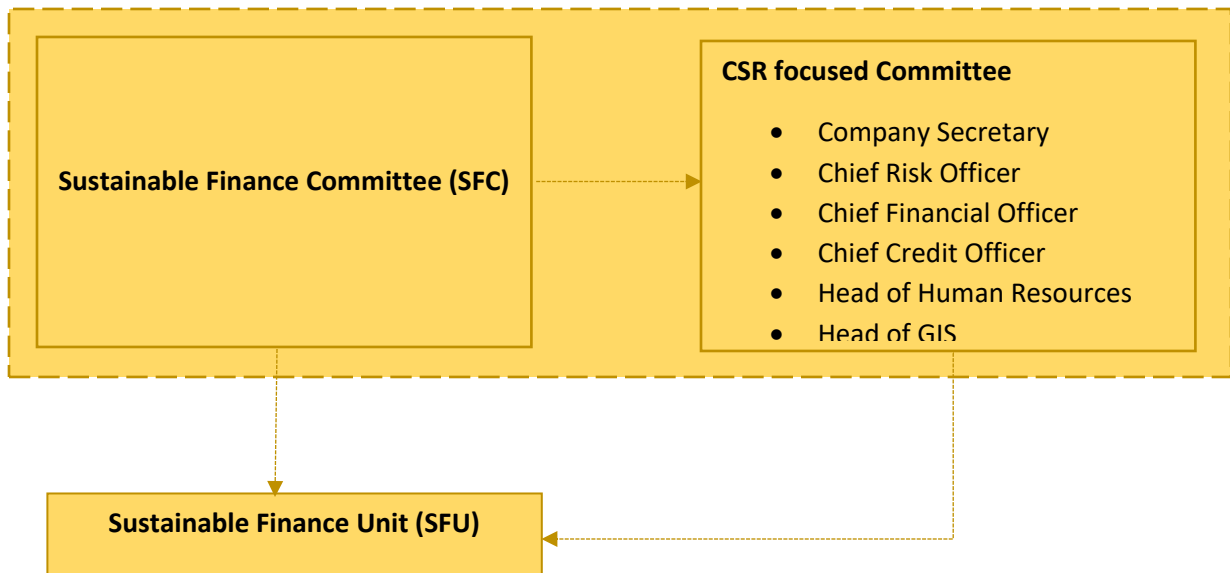 Sustainable Finance Committee (SFC)
CSR focused Committee
• Company Secretary
• Chief Risk Officer
• Chief Financial Officer
• Chief Credit Officer
• Head of Human Resources
• Head of GIS
Sustainable Finance Unit (SFU)